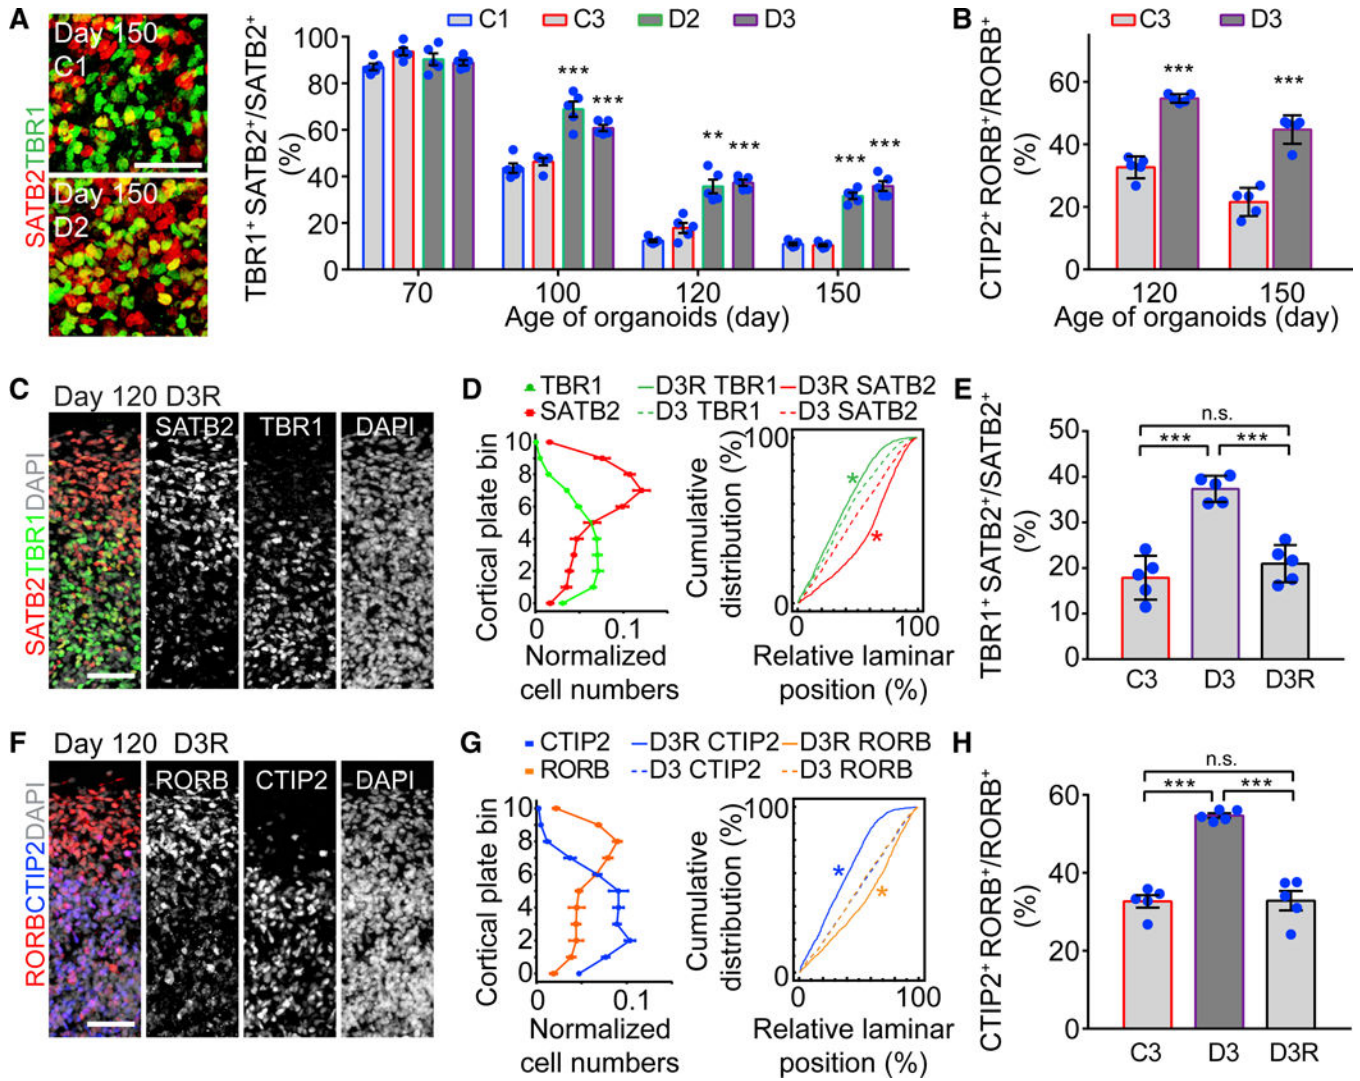 A
Day 150
C1
Day 150
D2
SATB2TBR1
C1 C3 D2 D3
TBR1⁺ SATB2⁺/SATB2⁺
(%)
100
80
60
40
20
0
*** *** ** *** *** ***
70 100 120 150
Age of organoids (day)
B
C3 D3
CTIP2⁺ RORB⁺/RORB⁺
(%)
60
40
20
0
*** ***
120 150
Age of organoids (day)
C
Day 120 D3R
SATB2 TBR1 DAPI
SATB2TBR1DAPI
D
TBR1 D3R TBR1 D3R SATB2
SATB2 D3 TBR1 D3 SATB2
Cortical plate bin
10
8
6
4
2
0
0 0.1
Normalized
cell numbers
Cumulative
distribution (%)
100
0
* *
0 100
Relative laminar
position (%)
E
TBR1⁺ SATB2⁺/SATB2⁺
(%)
50
40
30
20
10
0
n.s.
*** ***
C3 D3 D3R
F
Day 120 D3R
RORB CTIP2 DAPI
RORBCTIP2DAPI
G
CTIP2 D3R CTIP2 D3R RORB
RORB D3 CTIP2 D3 RORB
Cortical plate bin
10
8
6
4
2
0
0 0.1
Normalized
cell numbers
Cumulative
distribution (%)
100
0
* *
0 100
Relative laminar
position (%)
H
CTIP2⁺ RORB⁺/RORB⁺
(%)
60
40
20
0
n.s.
*** ***
C3 D3 D3R